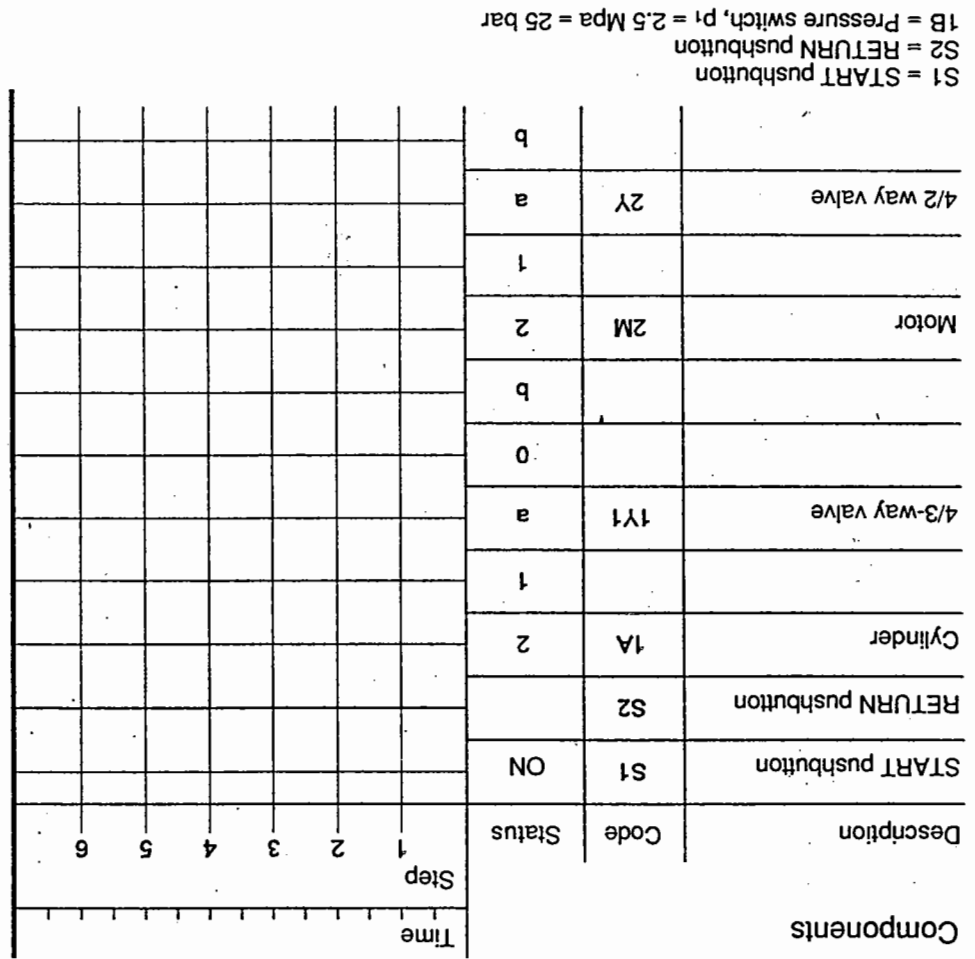 Components
Time
Step
Description Code Status 1 2 3 4 5 6
START pushbutton S1 ON
RETURN pushbutton S2
Cylinder 1A 2
1
4/3-way valve 1Y1 a
0
b
Motor 2M 2
1
4/2 way valve 2Y a
b
S1 = START pushbutton
S2 = RETURN pushbutton
1B = Pressure switch, p1 = 2.5 Mpa = 25 bar